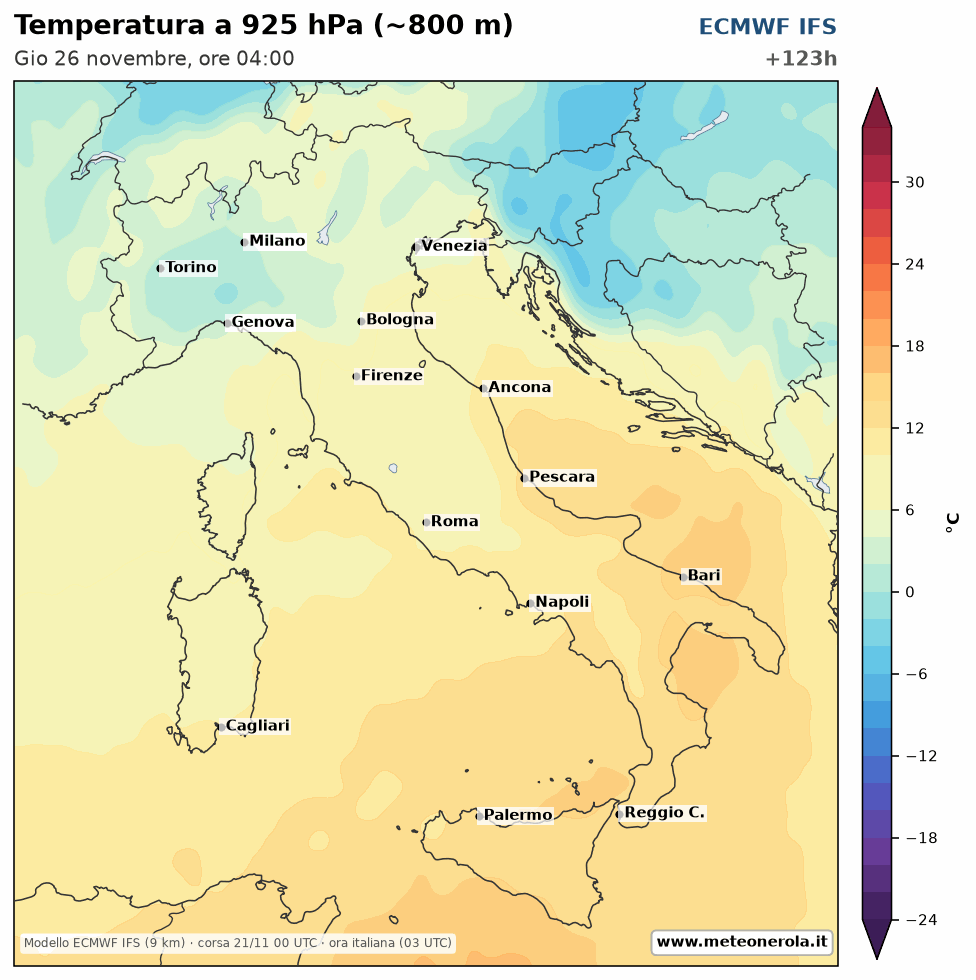 Temperatura a 925 hPa (~800 m)
ECMWF IFS
Gio 26 novembre, ore 04:00
+123h
Milano
Venezia
Torino
Genova
Bologna
Firenze
Ancona
Pescara
Roma
Bari
Napoli
Cagliari
Palermo
Reggio C.
30
24
18
12
6
0
−6
−12
−18
−24
°C
Modello ECMWF IFS (9 km) · corsa 21/11 00 UTC · ora italiana (03 UTC)
www.meteonerola.it